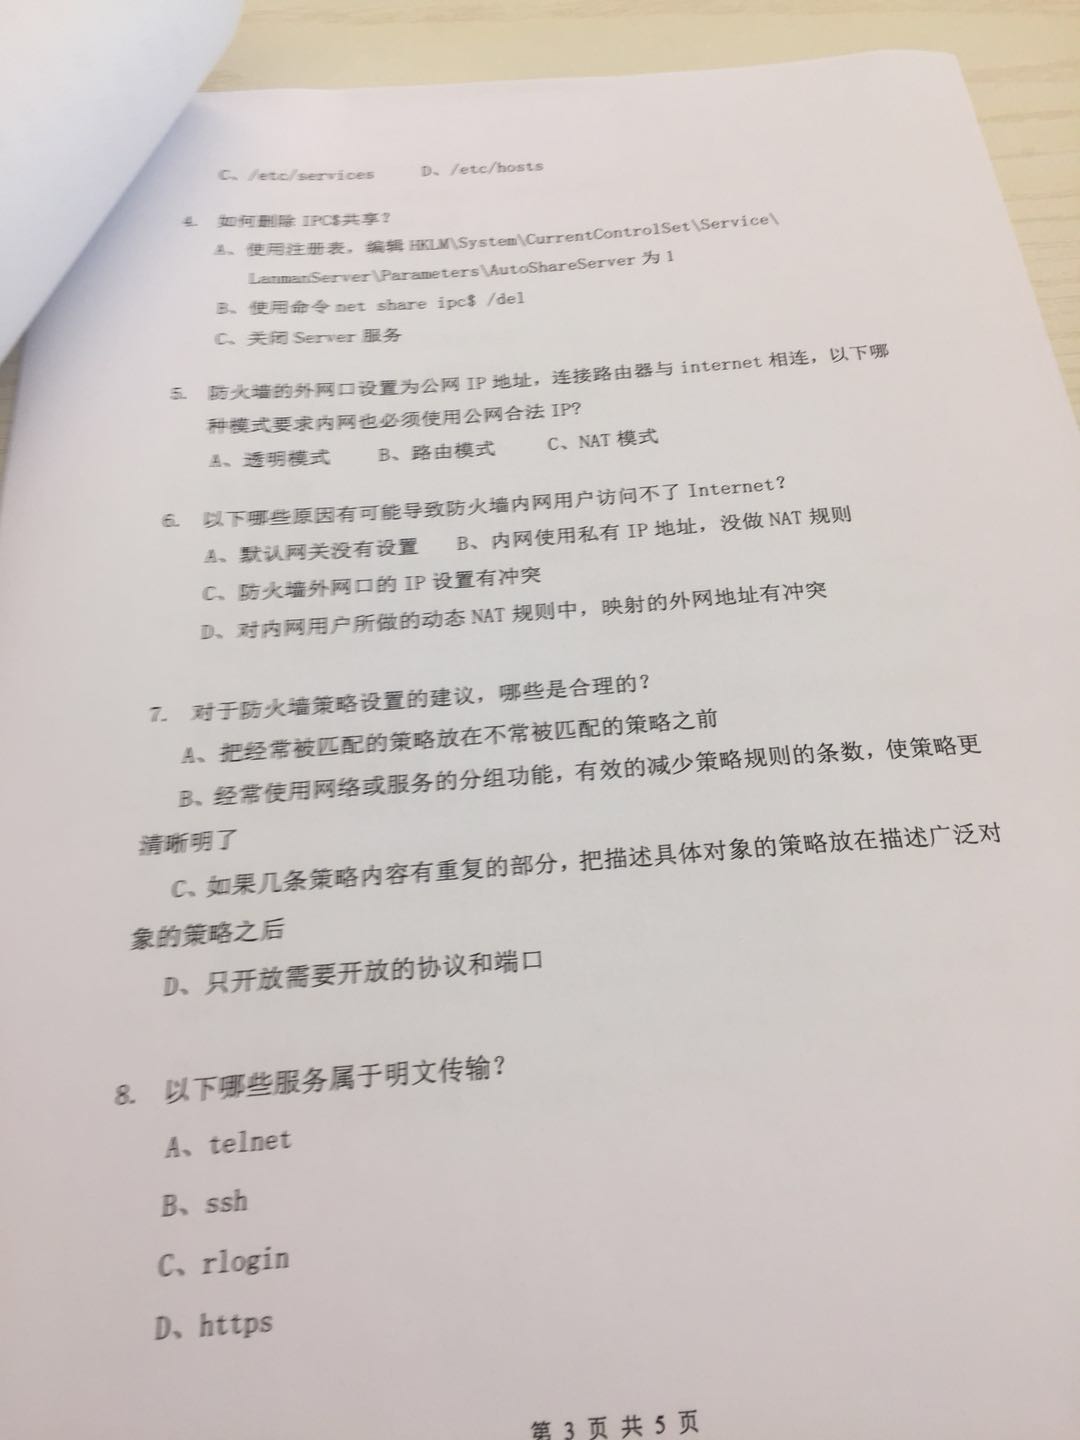 C、/etc/services D、/etc/hosts
4. 如何删除 IPC$共享?
A、使用注册表，编辑 HKLM\System\CurrentControlSet\Service\
LanmanServer\Parameters\AutoShareServer 为 1
B、使用命令 net share ipc$ /del
C、关闭 Server 服务
5. 防火墙的外网口设置为公网 IP 地址，连接路由器与 internet 相连，以下哪
种模式要求内网也必须使用公网合法 IP?
A、透明模式 B、路由模式 C、NAT 模式
6. 以下哪些原因有可能导致防火墙内网用户访问不了 Internet?
A、默认网关没有设置 B、内网使用私有 IP 地址，没做 NAT 规则
C、防火墙外网口的 IP 设置有冲突
D、对内网用户所做的动态 NAT 规则中，映射的外网地址有冲突
7. 对于防火墙策略设置的建议，哪些是合理的?
A、把经常被匹配的策略放在不常被匹配的策略之前
B、经常使用网络或服务的分组功能，有效的减少策略规则的条数，使策略更
清晰明了
C、如果几条策略内容有重复的部分，把描述具体对象的策略放在描述广泛对
象的策略之后
D、只开放需要开放的协议和端口
8. 以下哪些服务属于明文传输?
A、telnet
B、ssh
C、rlogin
D、https
第 3 页 共 5 页